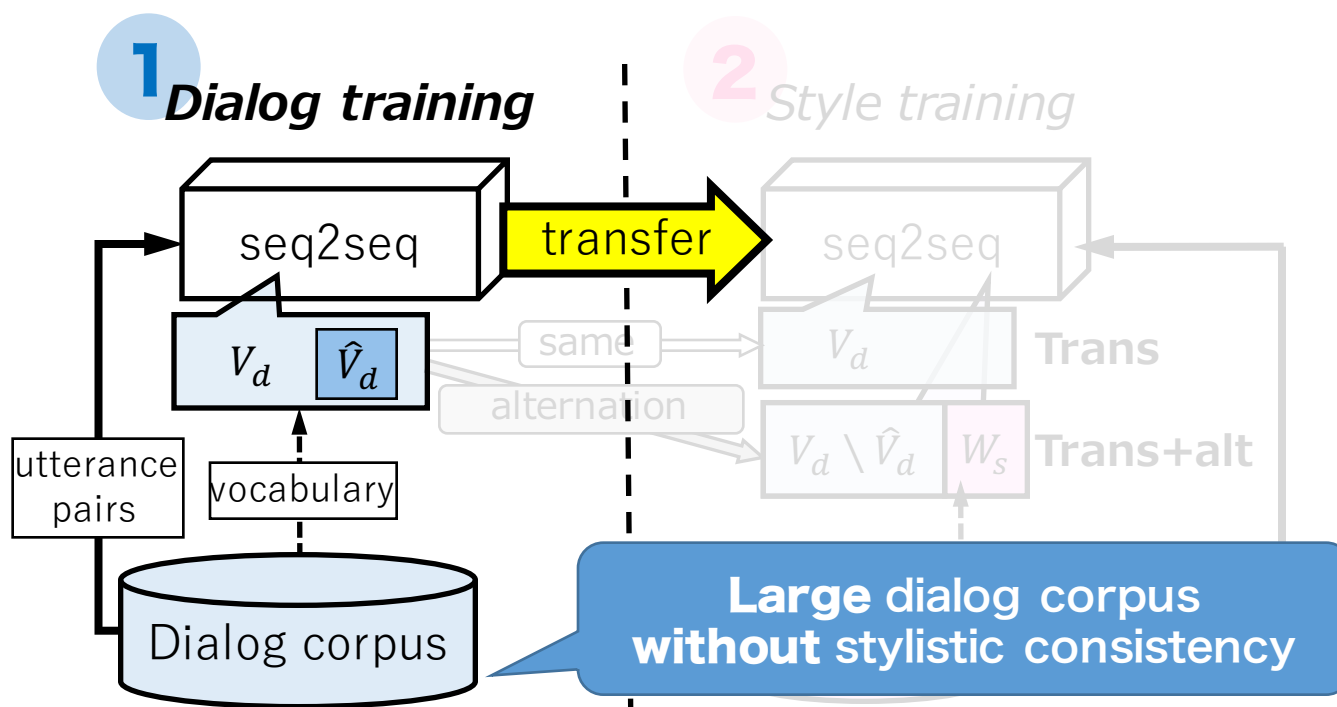 1
Dialog training
2
Style training
seq2seq
transfer
seq2seq
V_d
V̂_d
same
V_d
Trans
alternation
V_d \ V̂_d
W_s
Trans+alt
utterance
pairs
vocabulary
Dialog corpus
Large dialog corpus
without stylistic consistency